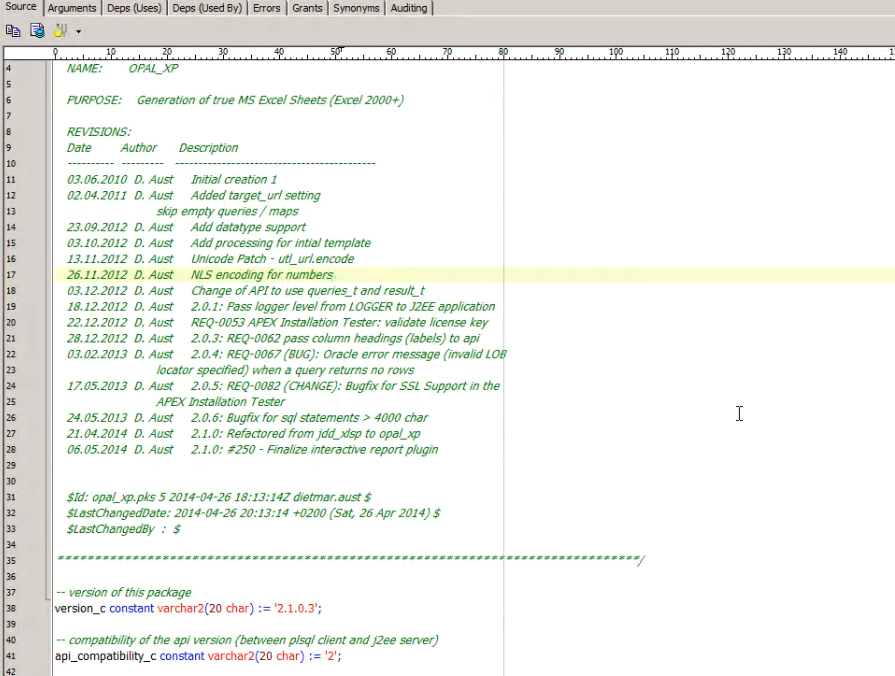 Source Arguments Deps (Uses) Deps (Used By) Errors Grants Synonyms Auditing
0 10 20 30 40 50 60 70 80 90 100 110 120 130 140
4 NAME: OPAL_XP
5
6 PURPOSE: Generation of true MS Excel Sheets (Excel 2000+)
7
8 REVISIONS:
9 Date Author Description
10 ---------- --------- ------------------------------------------
11 03.06.2010 D. Aust Initial creation 1
12 02.04.2011 D. Aust Added target_url setting
13 skip empty queries / maps
14 23.09.2012 D. Aust Add datatype support
15 03.10.2012 D. Aust Add processing for intial template
16 13.11.2012 D. Aust Unicode Patch - utl_url.encode
17 26.11.2012 D. Aust NLS encoding for numbers
18 03.12.2012 D. Aust Change of API to use queries_t and result_t
19 18.12.2012 D. Aust 2.0.1: Pass logger level from LOGGER to J2EE application
20 22.12.2012 D. Aust REQ-0053 APEX Installation Tester: validate license key
21 28.12.2012 D. Aust 2.0.3: REQ-0062 pass column headings (labels) to api
22 03.02.2013 D. Aust 2.0.4: REQ-0067 (BUG): Oracle error message (invalid LOB
23 locator specified) when a query returns no rows
24 17.05.2013 D. Aust 2.0.5: REQ-0082 (CHANGE): Bugfix for SSL Support in the
25 APEX Installation Tester
26 24.05.2013 D. Aust 2.0.6: Bugfix for sql statements > 4000 char
27 21.04.2014 D. Aust 2.1.0: Refactored from jdd_xlsp to opal_xp
28 06.05.2014 D. Aust 2.1.0: #250 - Finalize interactive report plugin
29
30
31 $Id: opal_xp.pks 5 2014-04-26 18:13:14Z dietmar.aust $
32 $LastChangedDate: 2014-04-26 20:13:14 +0200 (Sat, 26 Apr 2014) $
33 $LastChangedBy : $
34
35 ******************************************************************************/
36
37 -- version of this package
38 version_c constant varchar2(20 char) := '2.1.0.3';
39
40 -- compatibility of the api version (between plsql client and j2ee server)
41 api_compatibility_c constant varchar2(20 char) := '2';
42